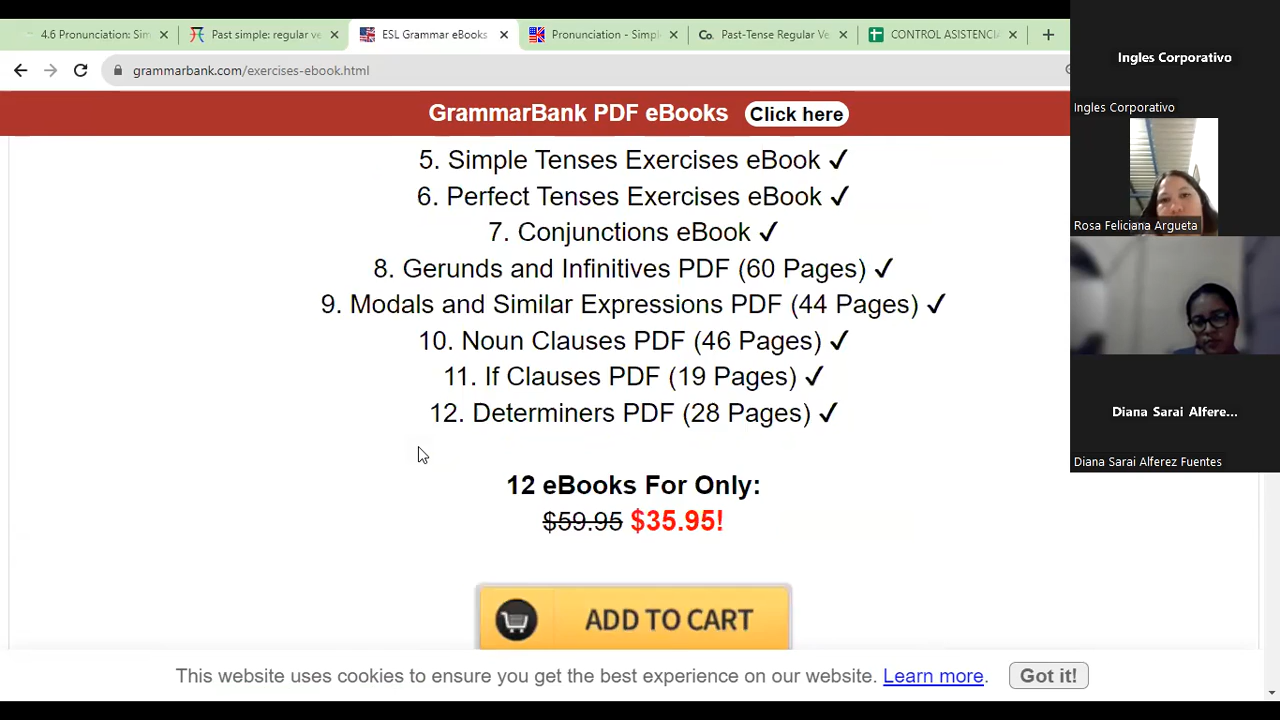 4.6 Pronunciation: Sim
Past simple: regular ve
ESL Grammar eBooks
Pronunciation - Simpl
Co. Past-Tense Regular Ve
CONTROL ASISTENCI
grammarbank.com/exercises-ebook.html
GrammarBank PDF eBooks Click here
5. Simple Tenses Exercises eBook ✓
6. Perfect Tenses Exercises eBook ✓
7. Conjunctions eBook ✓
8. Gerunds and Infinitives PDF (60 Pages) ✓
9. Modals and Similar Expressions PDF (44 Pages) ✓
10. Noun Clauses PDF (46 Pages) ✓
11. If Clauses PDF (19 Pages) ✓
12. Determiners PDF (28 Pages) ✓
12 eBooks For Only:
$59.95 $35.95!
ADD TO CART
This website uses cookies to ensure you get the best experience on our website. Learn more. Got it!
Ingles Corporativo
Ingles Corporativo
Rosa Feliciana Argueta
Diana Sarai Alfere...
Diana Sarai Alferez Fuentes